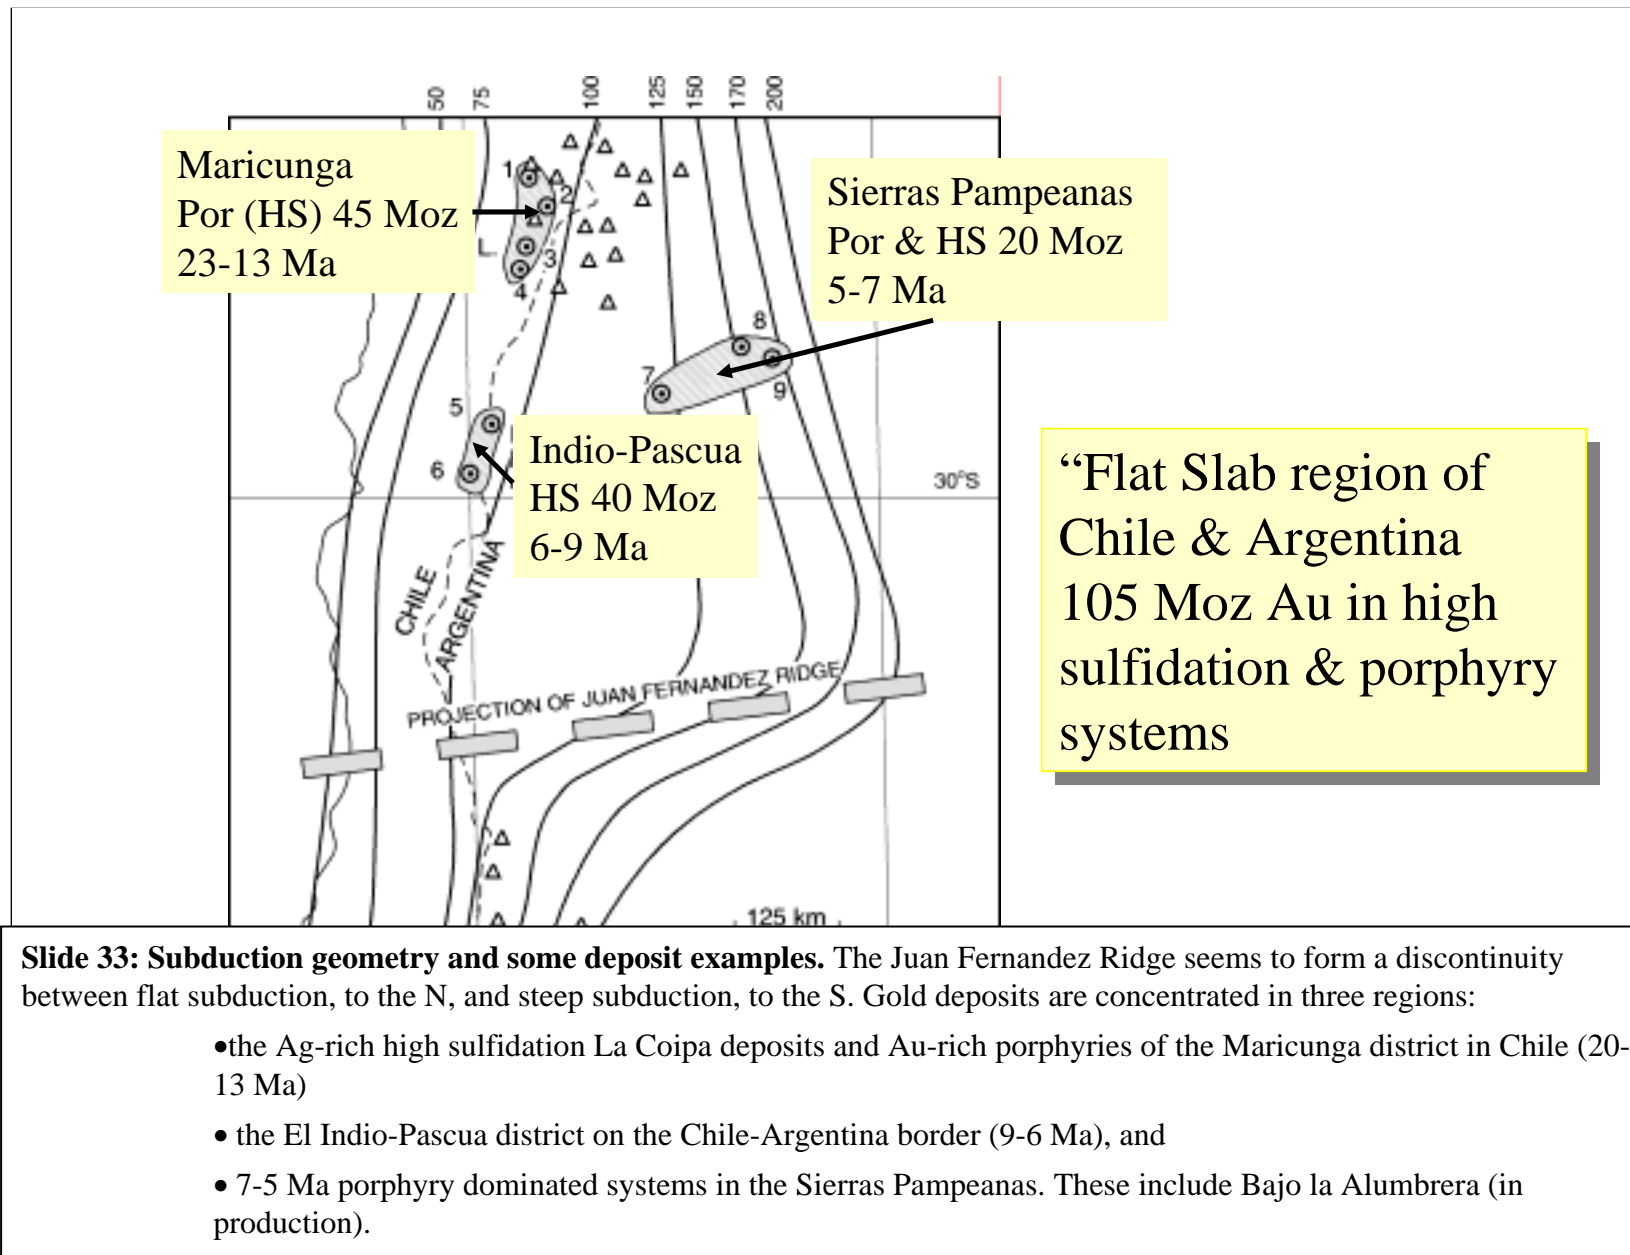 50 75 100 125 150 170 200
Maricunga
Por (HS) 45 Moz
23-13 Ma
Sierras Pampeanas
Por & HS 20 Moz
5-7 Ma
1
2
L.
3
4
8
7
9
5
6
Indio-Pascua
HS 40 Moz
6-9 Ma
30°S
“Flat Slab region of
Chile & Argentina
105 Moz Au in high
sulfidation & porphyry
systems
CHILE
ARGENTINA
PROJECTION OF JUAN FERNANDEZ RIDGE
125 km
Slide 33: Subduction geometry and some deposit examples. The Juan Fernandez Ridge seems to form a discontinuity
between flat subduction, to the N, and steep subduction, to the S. Gold deposits are concentrated in three regions:
•the Ag-rich high sulfidation La Coipa deposits and Au-rich porphyries of the Maricunga district in Chile (20-
13 Ma)
• the El Indio-Pascua district on the Chile-Argentina border (9-6 Ma), and
• 7-5 Ma porphyry dominated systems in the Sierras Pampeanas. These include Bajo la Alumbrera (in
production).